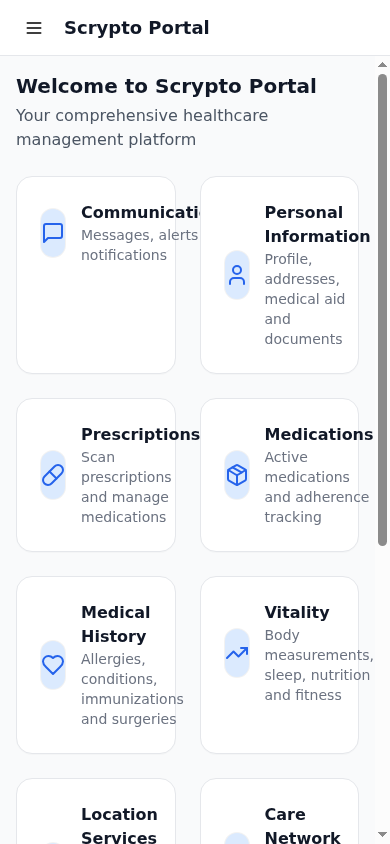 Scrypto Portal
Welcome to Scrypto Portal
Your comprehensive healthcare
management platform
Communicati
Messages, alerts
notifications
Personal
Information
Profile,
addresses,
medical aid
and
documents
Prescriptions
Scan
prescriptions
and manage
medications
Medications
Active
medications
and adherence
tracking
Medical
History
Allergies,
conditions,
immunizations
and surgeries
Vitality
Body
measurements,
sleep, nutrition
and fitness
Location
Services
Care
Network